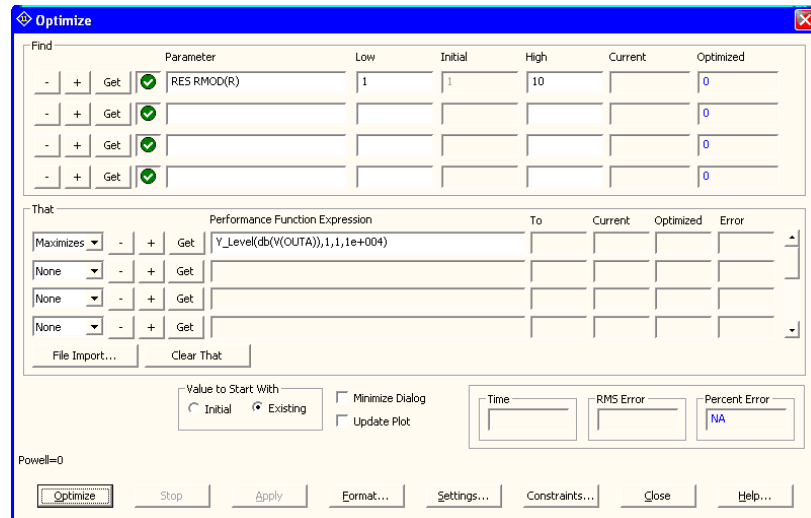 Optimize
Find
Parameter Low Initial High Current Optimized
- + Get RES RMOD(R) 1 1 10 0
- + Get 0
- + Get 0
- + Get 0
That
Performance Function Expression To Current Optimized Error
Maximizes - + Get Y_Level(db(V(OUTA)),1,1,1e+004)
None - + Get
None - + Get
None - + Get
File Import... Clear That
Value to Start With
Initial Existing
Minimize Dialog
Update Plot
Time RMS Error Percent Error
NA
Powell=0
Optimize Stop Apply Format... Settings... Constraints... Close Help...